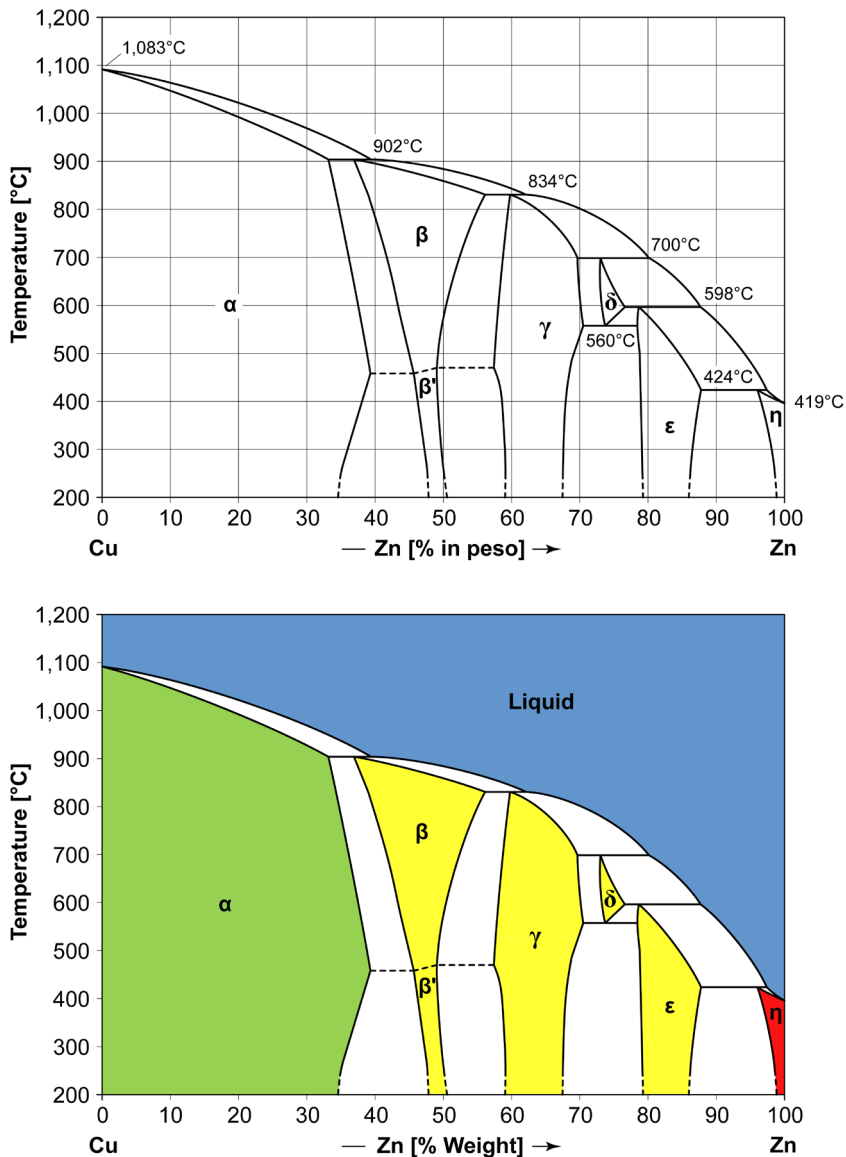 1,200
1,083°C
1,100
1,000
902°C
900
834°C
800
β
700°C
700
δ
598°C
600
α
γ
560°C
500
424°C
β'
400
419°C
ε
η
300
200
0
10
20
30
40
50
60
70
80
90
100
Temperature [°C]
Cu
Zn [% in peso]
Zn
1,200
1,100
1,000
Liquid
900
800
β
700
600
δ
α
γ
500
β'
400
ε
η
300
200
0
10
20
30
40
50
60
70
80
90
100
Temperature [°C]
Cu
Zn [% Weight]
Zn